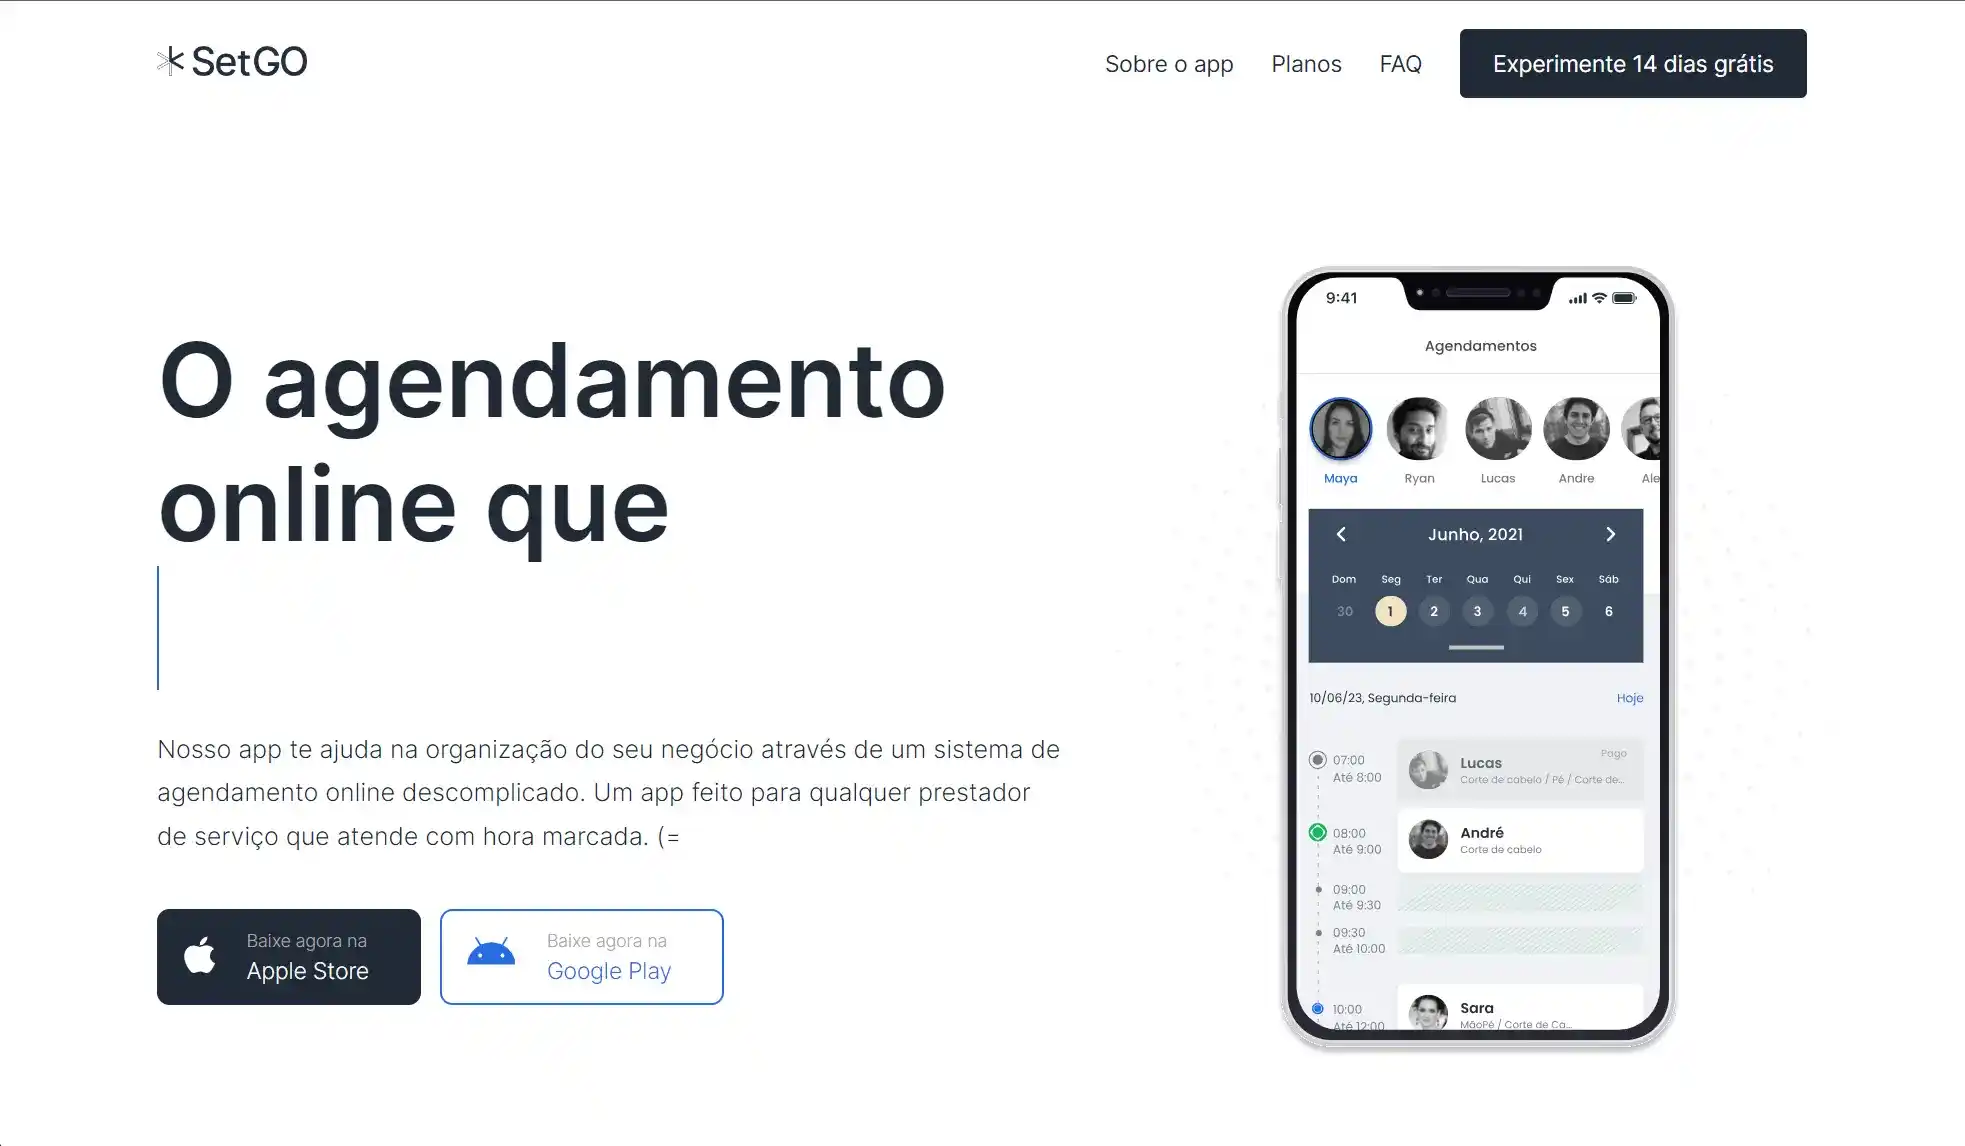 SetGO
Sobre o app
Planos
FAQ
Experimente 14 dias grátis
O agendamento
online que
Nosso app te ajuda na organização do seu negócio através de um sistema de
agendamento online descomplicado. Um app feito para qualquer prestador
de serviço que atende com hora marcada. (=
Baixe agora na
Apple Store
Baixe agora na
Google Play
9:41
Agendamentos
Maya
Ryan
Lucas
Andre
Ale
Junho, 2021
Dom Seg Ter Qua Qui Sex Sáb
30 1 2 3 4 5 6
10/06/23, Segunda-feira
Hoje
07:00
Até 8:00
Lucas
Pago
Corte de cabelo / Pé / Corte de...
08:00
Até 9:00
André
Corte de cabelo
09:00
Até 9:30
09:30
Até 10:00
10:00
Até 12:00
Sara
MãoPé / Corte de Ca...